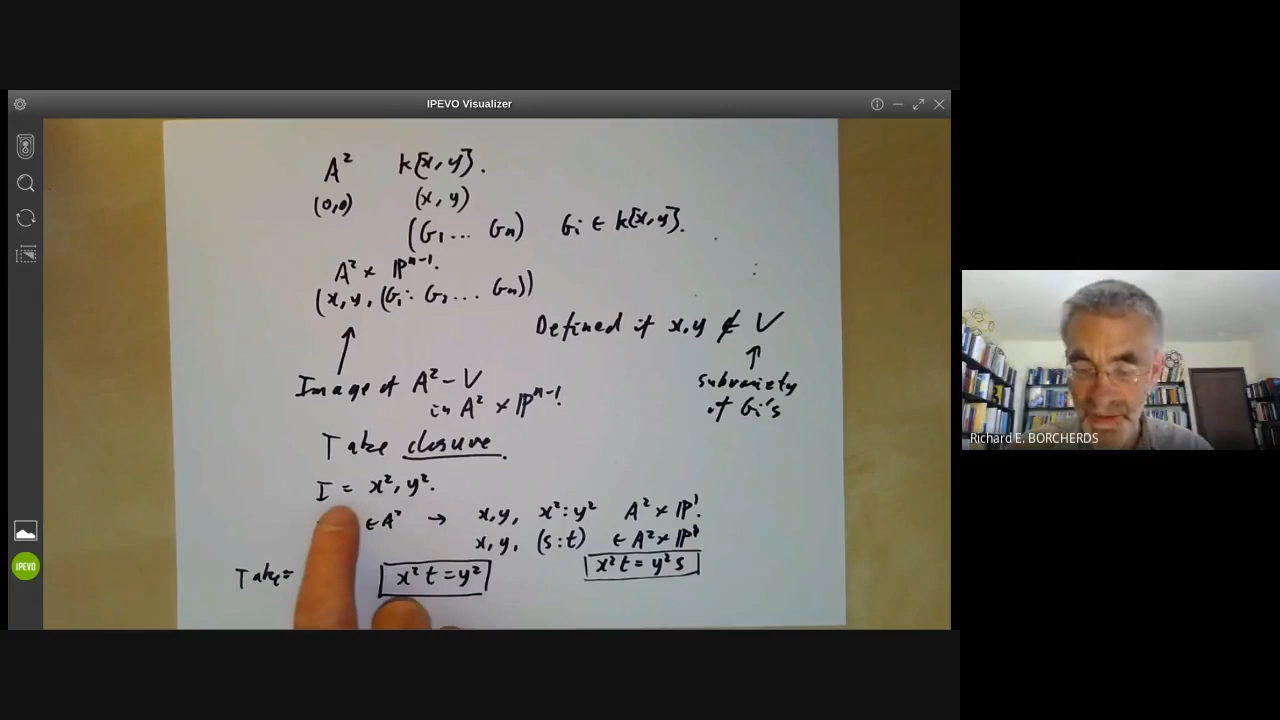 IPEVO Visualizer
A² k[x,y].
(0,0) (x,y)
(G₁... Gₙ) Gi ∈ k[x,y].
A² × ℙⁿ⁻¹.
(x,y,(G₁: G₂... Gₙ))
Defined if x,y ∉ V
Image of A²-V
in A² × ℙⁿ⁻¹.
subvariety
of Gi's
Take closure.
I = x², y².
∈ A² → x,y, x²:y² A² × ℙ¹.
x,y, (s:t) ∈ A² × ℙ¹
Take x²t = y² x²t = y²s
IPEVO
Richard E. BORCHERDS